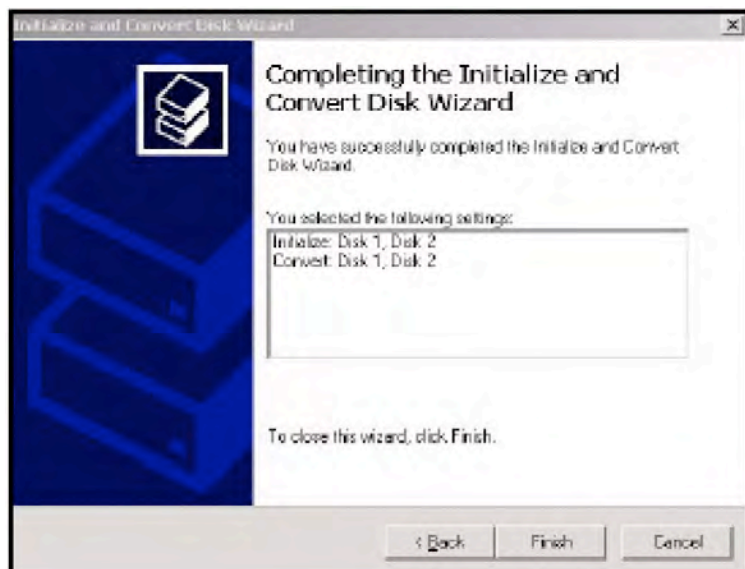 Initialize and Convert Disk Wizard
Completing the Initialize and
Convert Disk Wizard
You have successfully completed the Initialize and Convert
Disk Wizard.
You selected the following settings:
Initialize: Disk 1, Disk 2
Convert: Disk 1, Disk 2
To close this wizard, click Finish.
< Back
Finish
Cancel